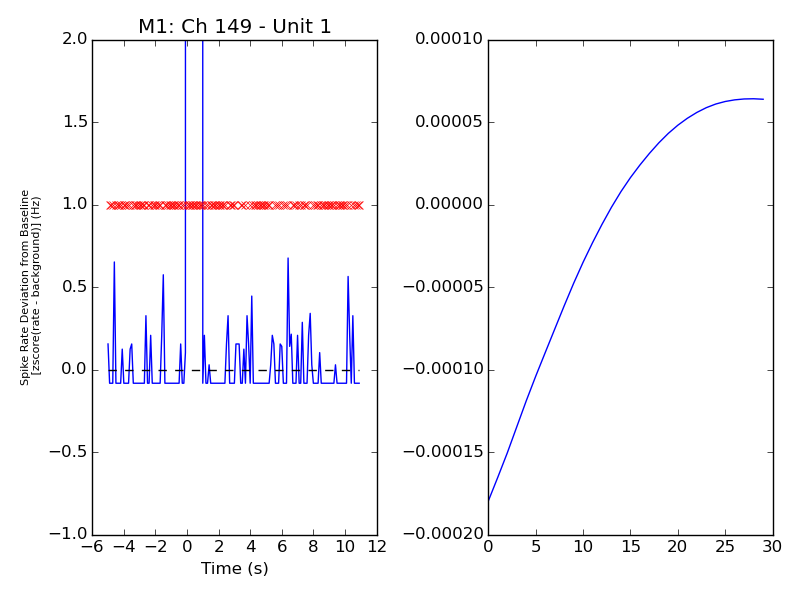 M1: Ch 149 - Unit 1
2.0
1.5
1.0
0.5
0.0
−0.5
−1.0
Spike Rate Deviation from Baseline
[zscore(rate - background)] (Hz)
−6 −4 −2 0 2 4 6 8 10 12
Time (s)
0.00010
0.00005
0.00000
−0.00005
−0.00010
−0.00015
−0.00020
0 5 10 15 20 25 30